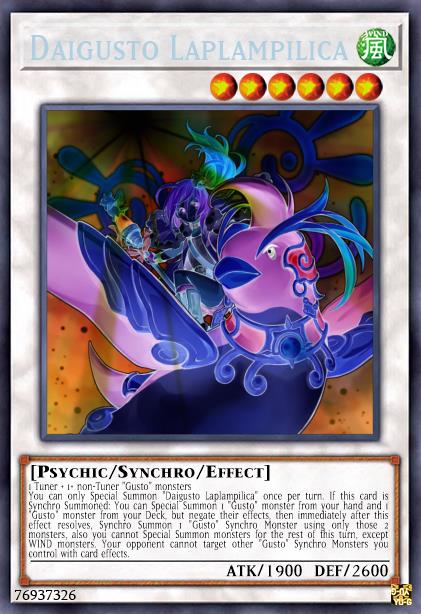 Daigusto Laplampilica
WIND
風
[Psychic/Synchro/Effect]
1 Tuner + 1+ non-Tuner "Gusto" monsters
You can only Special Summon "Daigusto Laplampilica" once per turn. If this card is
Synchro Summoned: You can Special Summon 1 "Gusto" monster from your hand and 1
"Gusto" monster from your Deck, but negate their effects, then immediately after this
effect resolves, Synchro Summon 1 "Gusto" Synchro Monster using only those 2
monsters, also you cannot Special Summon monsters for the rest of this turn, except
WIND monsters. Your opponent cannot target other "Gusto" Synchro Monsters you
control with card effects.
ATK/1900 DEF/2600
76937326